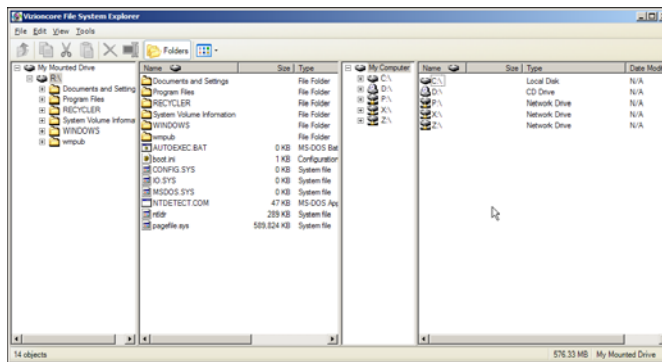 Vizioncore File System Explorer
File Edit View Tools
Folders
My Mounted Drive
R:\
Documents and Setting
Program Files
RECYCLER
System Volume Informa
WINDOWS
wmpub
Name Size Type
Documents and Settings File Folder
Program Files File Folder
RECYCLER File Folder
System Volume Information File Folder
WINDOWS File Folder
wmpub File Folder
AUTOEXEC.BAT 0 KB MS-DOS Bat
boot.ini 1 KB Configuration
CONFIG.SYS 0 KB System file
IO.SYS 0 KB System file
MSDOS.SYS 0 KB System file
NTDETECT.COM 47 KB MS-DOS App
ntldr 289 KB System file
pagefile.sys 589,824 KB System file
My Computer
C:\
D:\
P:\
X:\
Z:\
Name Size Type Date Modi
C:\ Local Disk N/A
D:\ CD Drive N/A
P:\ Network Drive N/A
X:\ Network Drive N/A
Z:\ Network Drive N/A
14 objects 576.33 MB My Mounted Drive